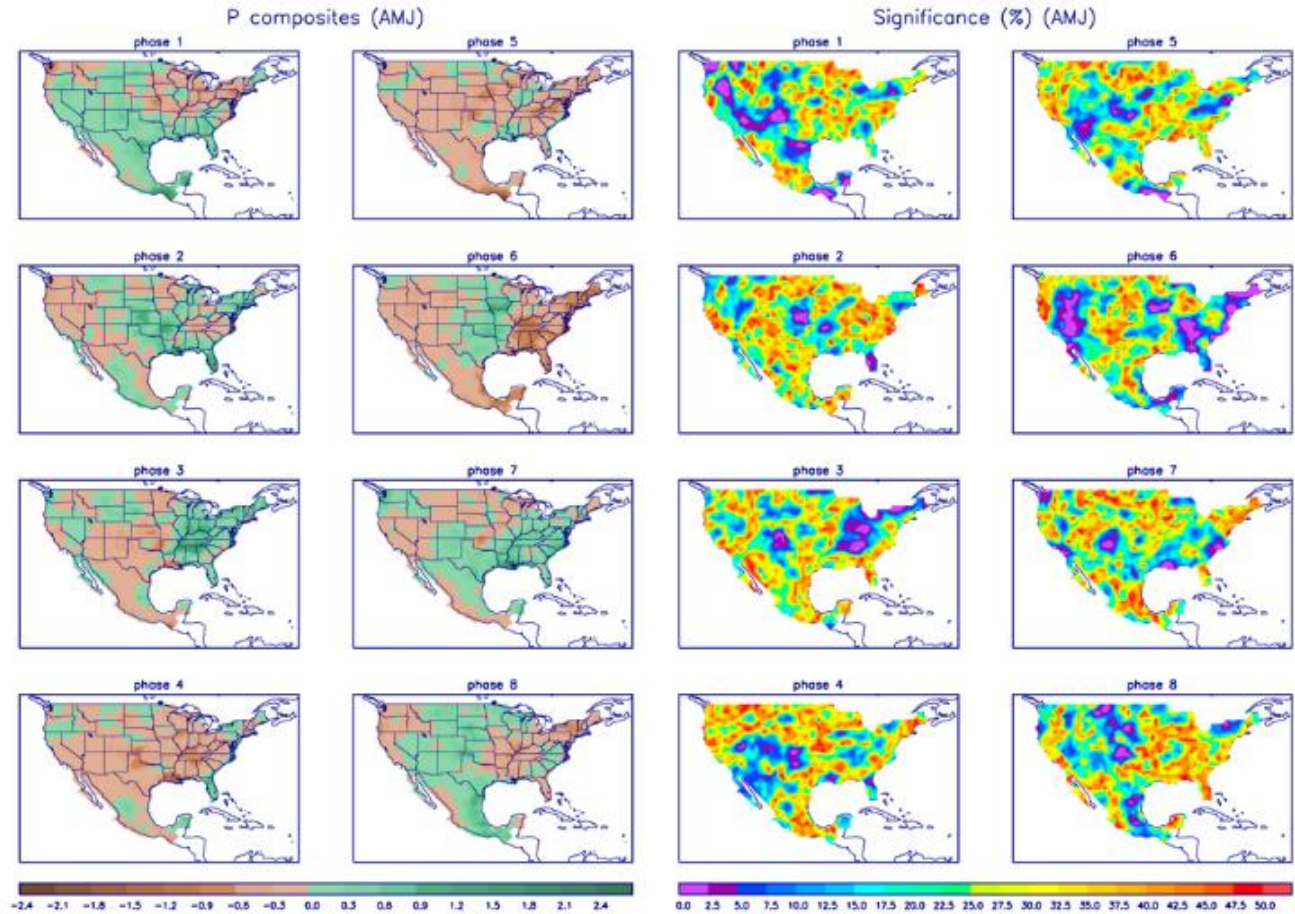 P composites (AMJ) Significance (%) (AMJ)
phase 1 phase 5 phase 1 phase 5
phase 2 phase 6 phase 2 phase 6
phase 3 phase 7 phase 3 phase 7
phase 4 phase 8 phase 4 phase 8
-2.4 -2.1 -1.8 -1.5 -1.2 -0.9 -0.6 -0.3 0.0 0.3 0.6 0.9 1.2 1.5 1.8 2.1 2.4 0.0 2.5 5.0 7.5 10.0 12.5 15.0 17.5 20.0 22.5 25.0 27.5 30.0 32.5 35.0 37.5 40.0 42.5 45.0 47.5 50.0